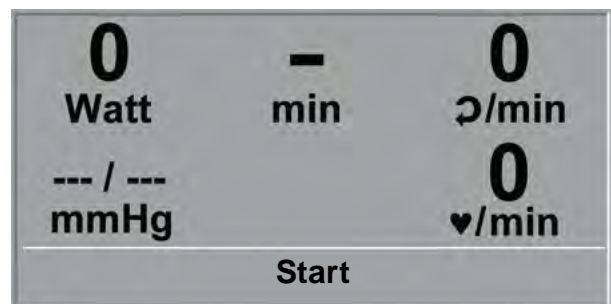 0 – 0
Watt min ⊃/min
--- / --- 0
mmHg ♥/min
Start